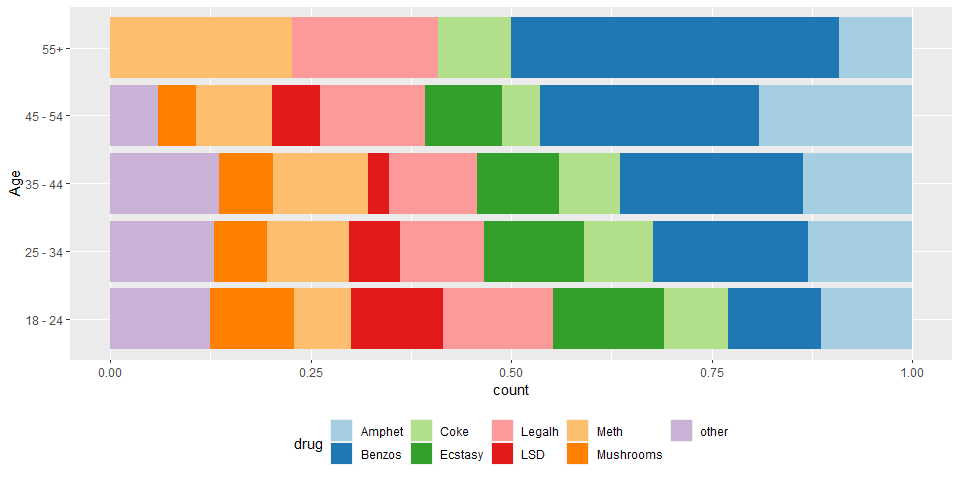 Age
55+
45 - 54
35 - 44
25 - 34
18 - 24
0.00 0.25 0.50 0.75 1.00
count
drug
Amphet Coke Legalh Meth other
Benzos Ecstasy LSD Mushrooms